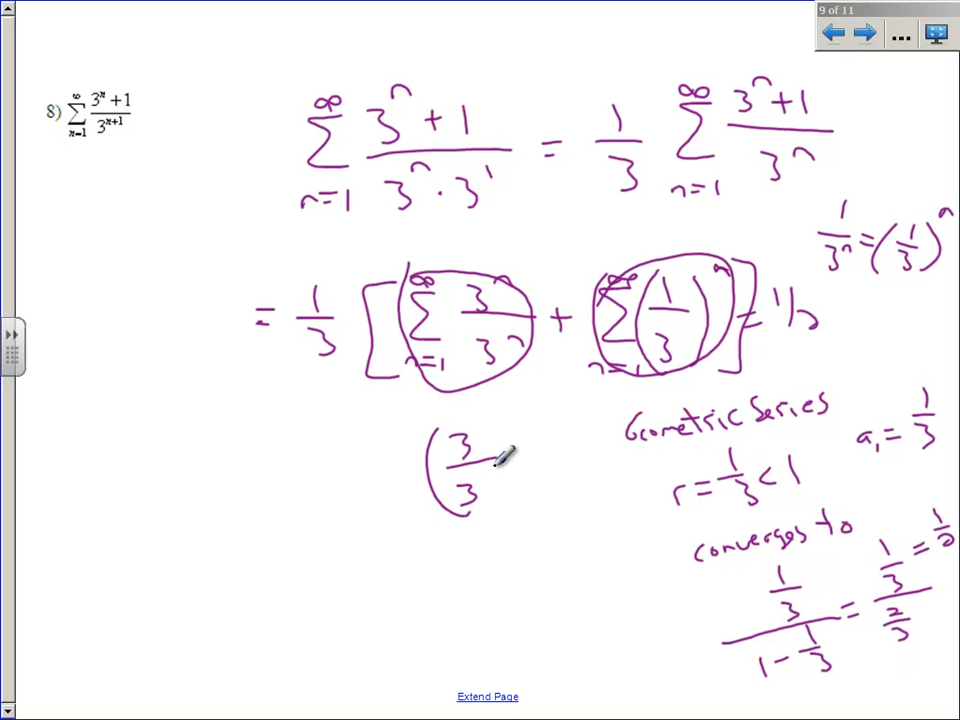 9 of 11
8) ∑_{n=1}^{∞} (3^n + 1)/(3^{n+1})
∑_{n=1}^{∞} (3^n + 1)/(3^n · 3^1) = 1/3 ∑_{n=1}^{∞} (3^n + 1)/3^n
1/3^n = (1/3)^n
= 1/3 [ ∑_{n=1}^{∞} 3^n/3^n + ∑_{n=1}^{∞} (1/3)^n ] = 1/2
(3/3
Geometric Series
a_1 = 1/3
r = 1/3 < 1
converges to
(1/3)/(1 - 1/3) = (1/3)/(2/3) = 1/2
Extend Page